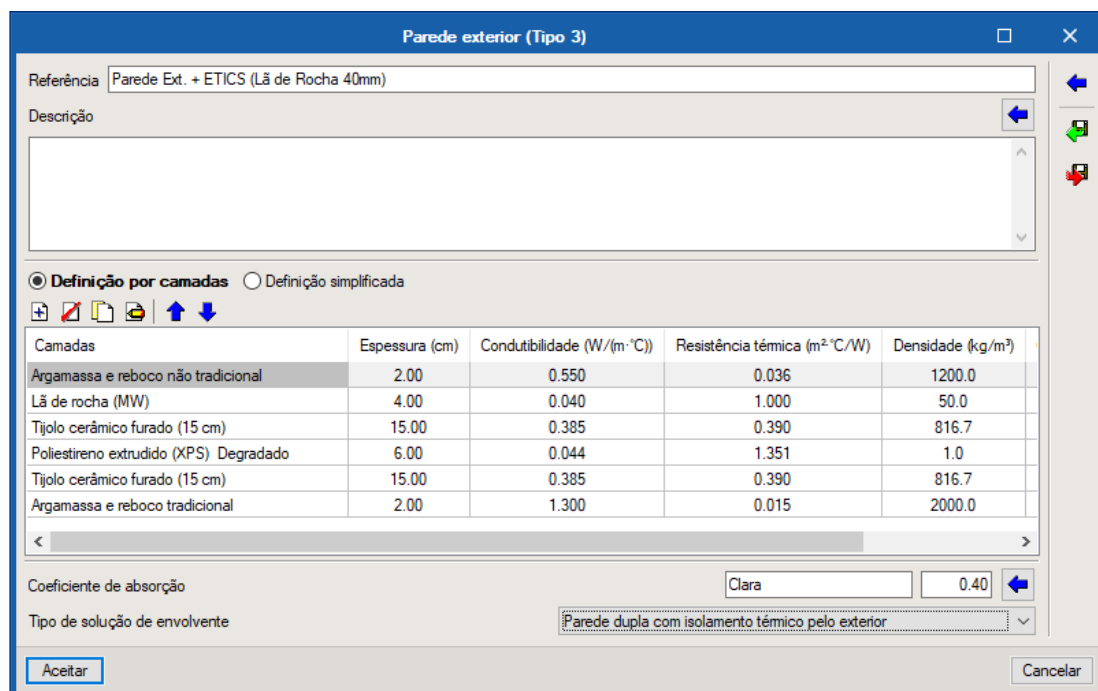 Parede exterior (Tipo 3)
Referência Parede Ext. + ETICS (Lã de Rocha 40mm)
Descrição
Definição por camadas Definição simplificada
Camadas Espessura (cm) Condutibilidade (W/(m·°C)) Resistência térmica (m²·°C/W) Densidade (kg/m³)
Argamassa e reboco não tradicional 2.00 0.550 0.036 1200.0
Lã de rocha (MW) 4.00 0.040 1.000 50.0
Tijolo cerâmico furado (15 cm) 15.00 0.385 0.390 816.7
Poliestireno extrudido (XPS) Degradado 6.00 0.044 1.351 1.0
Tijolo cerâmico furado (15 cm) 15.00 0.385 0.390 816.7
Argamassa e reboco tradicional 2.00 1.300 0.015 2000.0
Coeficiente de absorção Clara 0.40
Tipo de solução de envolvente Parede dupla com isolamento térmico pelo exterior
Aceitar Cancelar